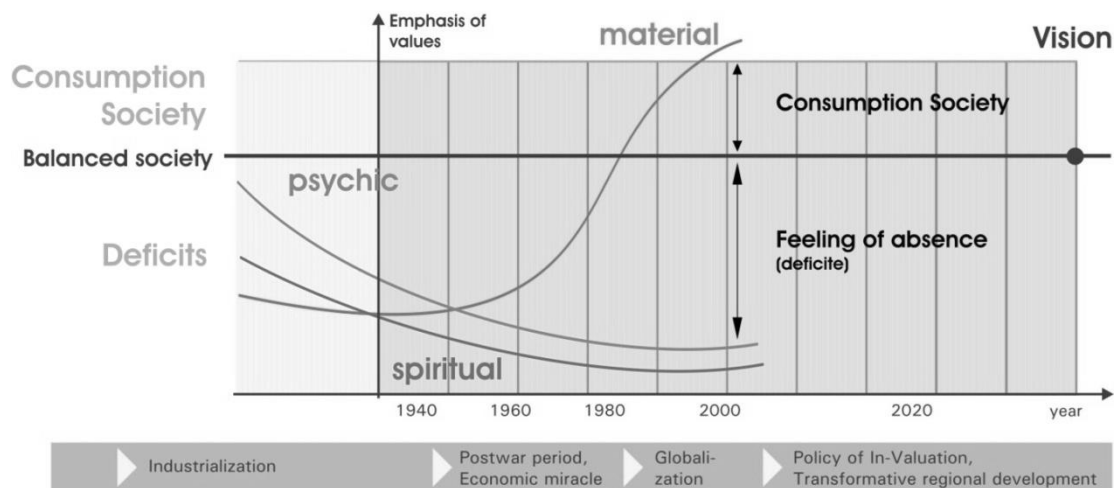 Emphasis of
values
material
Vision
Consumption
Society
Consumption Society
Balanced society
psychic
Deficits
Feeling of absence
(deficite)
spiritual
1940
1960
1980
2000
2020
year
Industrialization
Postwar period,
Economic miracle
Globali-
zation
Policy of In-Valuation,
Transformative regional development